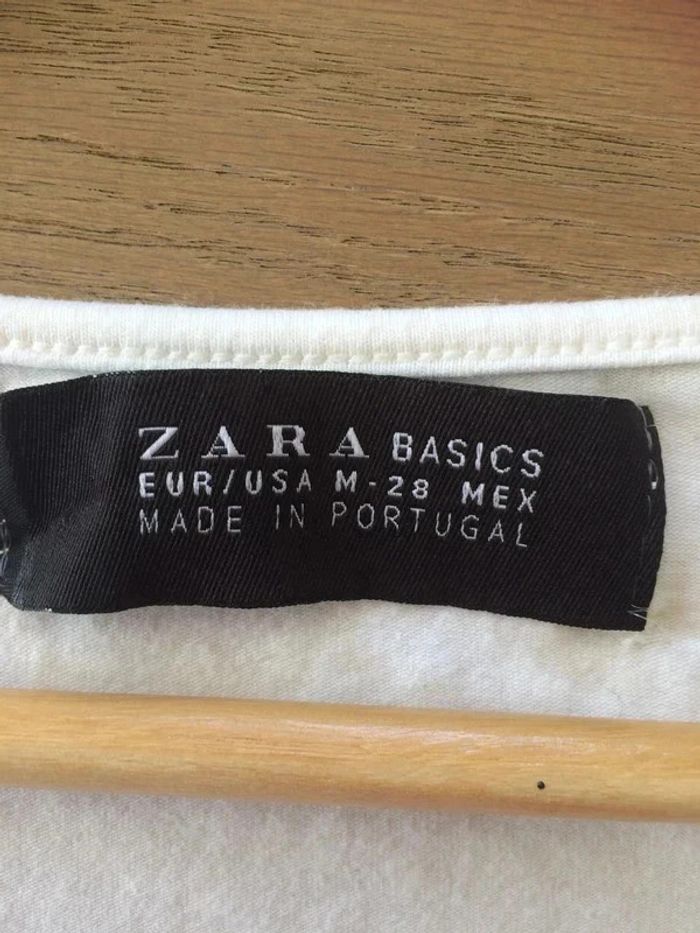 ZARA BASICS
EUR/USA M-28 MEX
MADE IN PORTUGAL